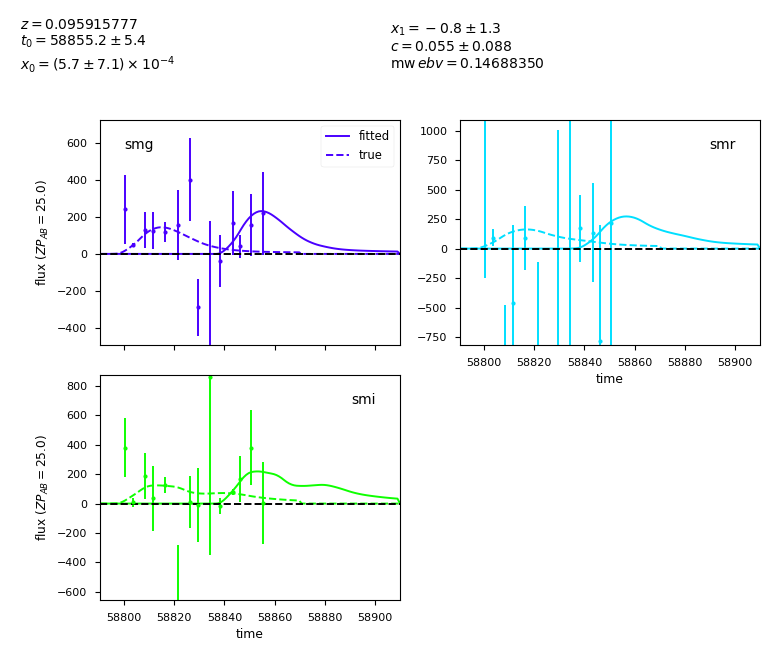 z = 0.095915777
t₀ = 58855.2 ± 5.4
x₀ = (5.7 ± 7.1) × 10⁻⁴
x₁ = −0.8 ± 1.3
c = 0.055 ± 0.088
mw ebv = 0.14688350
smg
fitted
true
600
400
200
0
−200
−400
flux (ZP_AB = 25.0)
smr
1000
750
500
250
0
−250
−500
−750
58800 58820 58840 58860 58880 58900
time
smi
800
600
400
200
0
−200
−400
−600
flux (ZP_AB = 25.0)
58800 58820 58840 58860 58880 58900
time